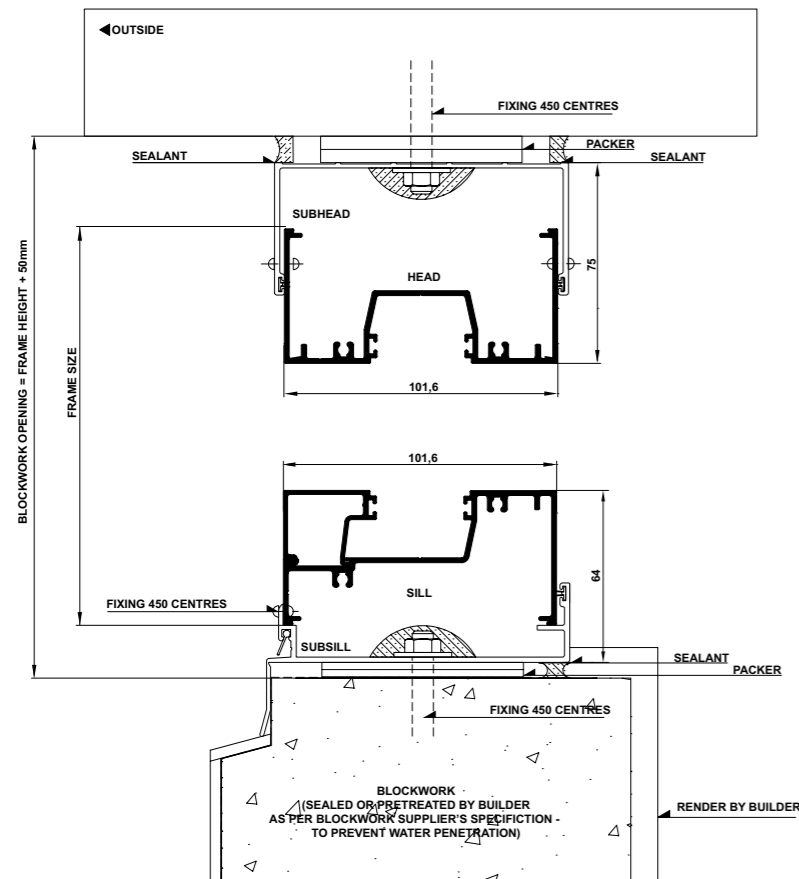 OUTSIDE
FIXING 450 CENTRES
PACKER
SEALANT
SEALANT
SUBHEAD
HEAD
75
101,6
BLOCKWORK OPENING = FRAME HEIGHT + 50mm
FRAME SIZE
101,6
64
SILL
FIXING 450 CENTRES
SUBSILL
SEALANT
PACKER
FIXING 450 CENTRES
BLOCKWORK
(SEALED OR PRETREATED BY BUILDER
AS PER BLOCKWORK SUPPLIER'S SPECIFICTION -
TO PREVENT WATER PENETRATION)
RENDER BY BUILDER